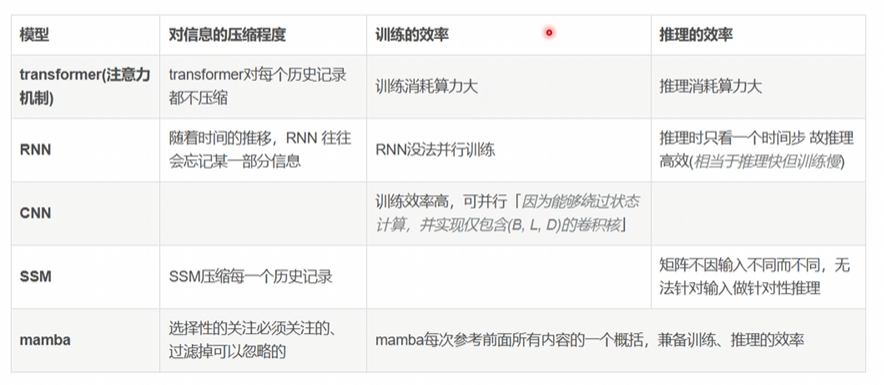 模型 对信息的压缩程度 训练的效率 推理的效率
transformer(注意力
机制)
transformer对每个历史记录
都不压缩
训练消耗算力大
推理消耗算力大
RNN
随着时间的推移，RNN 往往
会忘记某一部分信息
RNN没法并行训练
推理时只看一个时间步 故推理
高效(相当于推理快但训练慢)
CNN
训练效率高，可并行「因为能够绕过状态
计算，并实现仅包含(B, L, D)的卷积核」
SSM
SSM压缩每一个历史记录
矩阵不因输入不同而不同，无
法针对输入做针对性推理
mamba
选择性的关注必须关注的、
过滤掉可以忽略的
mamba每次参考前面所有内容的一个概括，兼备训练、推理的效率